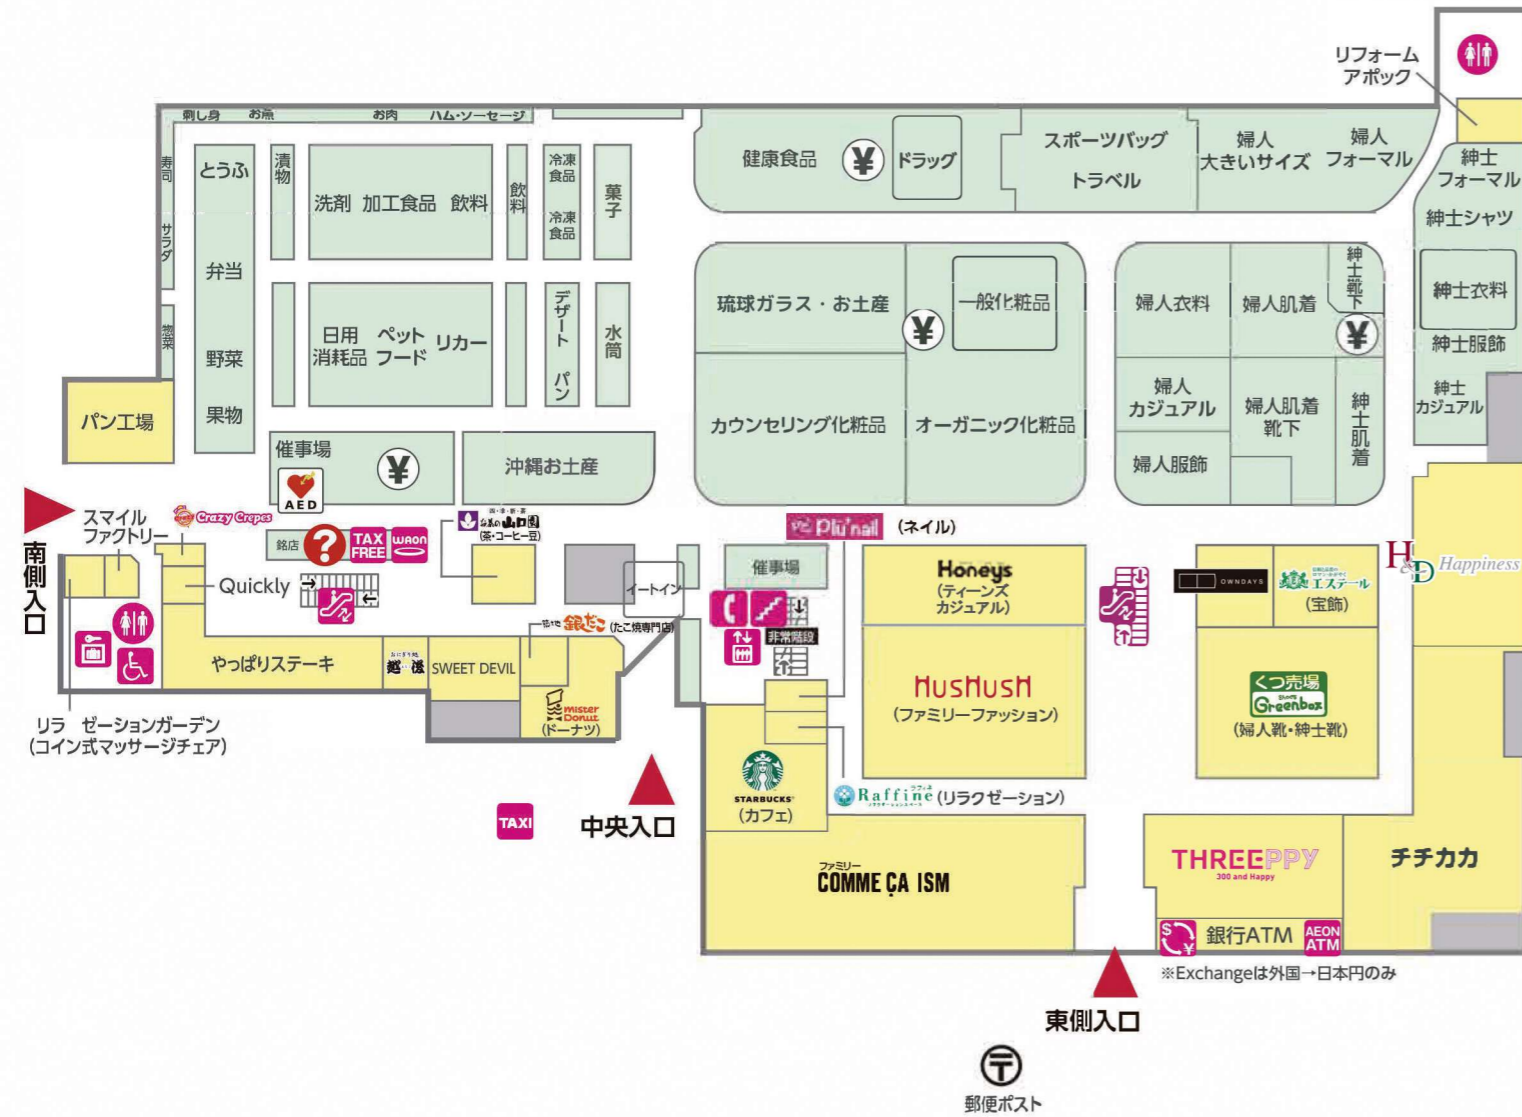 リフォーム
アポック
刺し身
お魚
お肉
ハム・ソーセージ
寿司
サラダ
惣菜
とうふ
弁当
野菜
果物
漬物
洗剤 加工食品 飲料
飲料
冷凍
食品
冷凍
食品
菓子
日用
消耗品
ペット
フード
リカー
デザート パン
水筒
健康食品
¥
ドラッグ
スポーツバッグ
トラベル
婦人
大きいサイズ
婦人
フォーマル
紳士
フォーマル
紳士シャツ
紳士衣料
紳士服飾
紳士
カジュアル
琉球ガラス・お土産
¥
一般化粧品
カウンセリング化粧品
オーガニック化粧品
婦人衣料
婦人肌着
紳士靴下
¥
婦人
カジュアル
婦人肌着
靴下
紳士肌着
婦人服飾
パン工場
催事場
¥
AED
沖縄お土産
南側入口
スマイル
ファクトリー
Crazy Crepes
銘店
?
TAX
FREE
WAON
山口園
(茶・コーヒー豆)
Quickly
イートイン
築地 銀だこ (たこ焼専門店)
やっぱりステーキ
越後
SWEET DEVIL
mister
Donut
(ドーナツ)
リラ ゼーションガーデン
(コイン式マッサージチェア)
Plu'nail (ネイル)
催事場
非常階段
Honeys
(ティーンズ
カジュアル)
HusHusH
(ファミリーファッション)
OWNDAYS
エステール
(宝飾)
H&D Happiness
くつ売場
Greenbox
(婦人靴・紳士靴)
STARBUCKS
(カフェ)
Raffine (リラクゼーション)
ラフィネ
TAXI
中央入口
ファミリー
COMME ÇA ISM
THREEPPY
300 and Happy
チチカカ
$ ¥
銀行ATM
AEON
ATM
※Exchangeは外国→日本円のみ
東側入口
〒
郵便ポスト